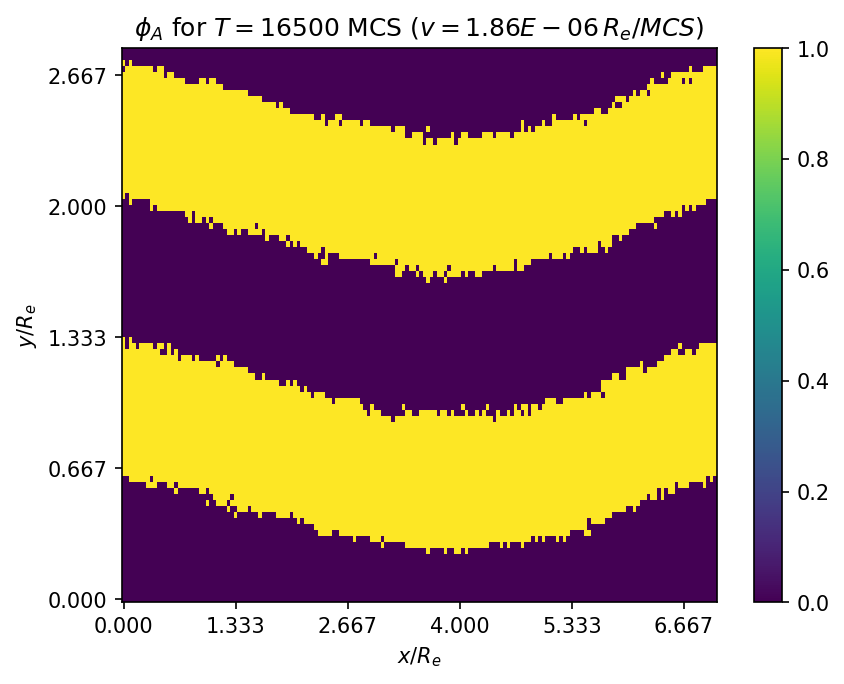 ϕ_A for T = 16500 MCS (v = 1.86E − 06 R_e/MCS)
2.667
2.000
1.333
0.667
0.000
y/R_e
0.000 1.333 2.667 4.000 5.333 6.667
x/R_e
1.0
0.8
0.6
0.4
0.2
0.0